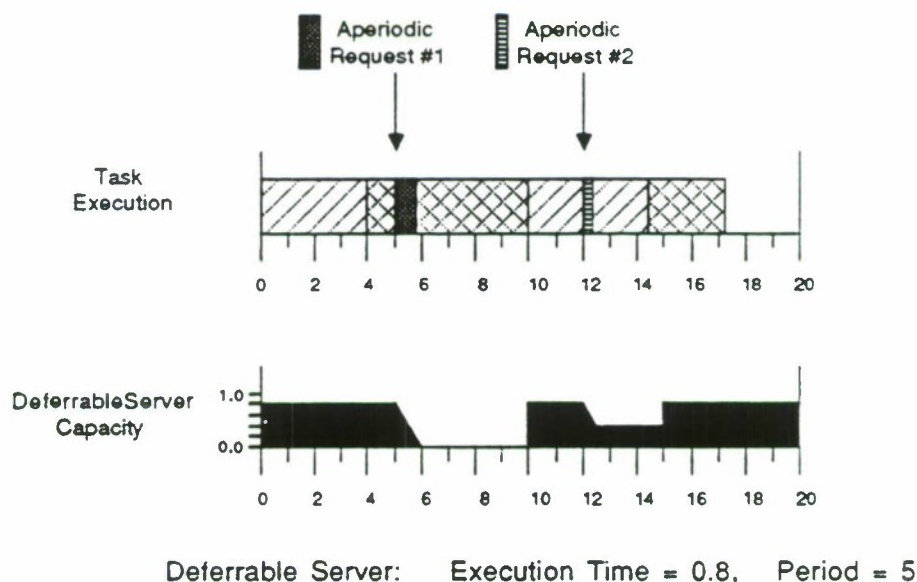 Aperiodic
Request #1
Aperiodic
Request #2
Task
Execution
0 2 4 6 8 10 12 14 16 18 20
DeferrableServer
Capacity
1.0
0.0
0 2 4 6 8 10 12 14 16 18 20
Deferrable Server: Execution Time = 0.8, Period = 5